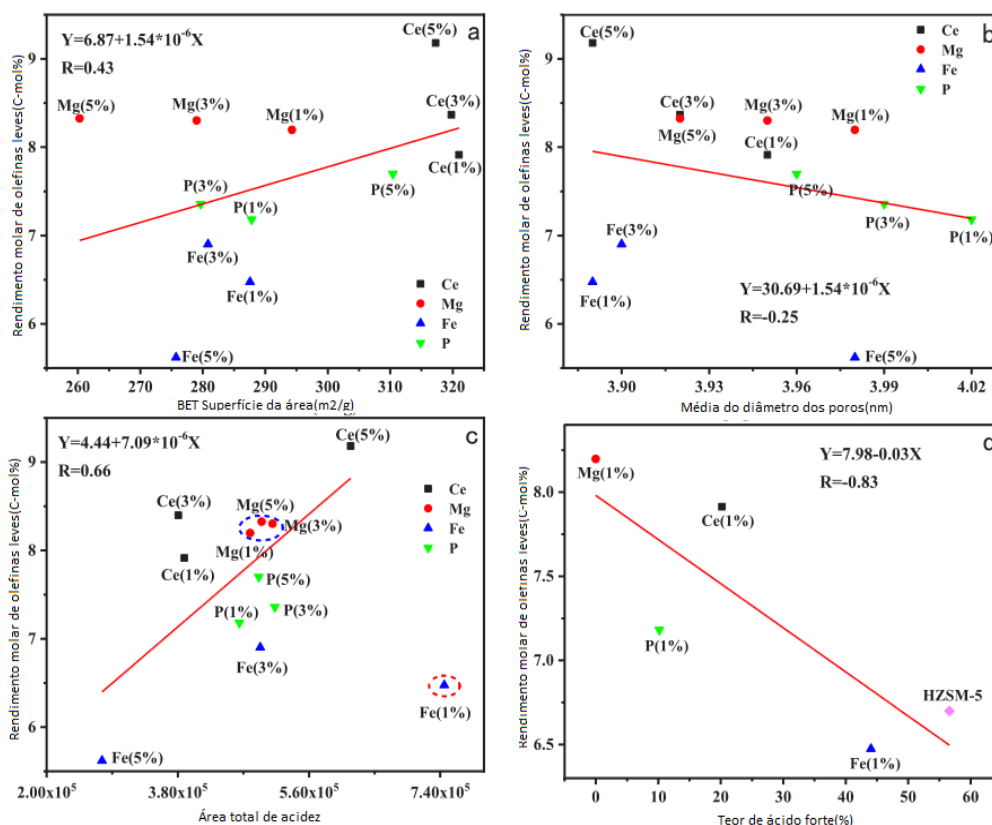 Y=6.87+1.54*10-6X
R=0.43
a
Ce(5%)
Mg(5%)
Mg(3%)
Mg(1%)
Ce(3%)
Ce(1%)
P(3%)
P(1%)
P(5%)
Fe(3%)
Fe(1%)
Fe(5%)
Ce
Mg
Fe
P
Rendimento molar de olefinas leves(C-mol%)
9
8
7
6
260 270 280 290 300 310 320
BET Superfície da área(m2/g)
b
Ce(5%)
Ce
Mg
Fe
P
Ce(3%)
Mg(5%)
Mg(3%)
Mg(1%)
Ce(1%)
P(5%)
P(3%)
P(1%)
Fe(3%)
Fe(1%)
Fe(5%)
Y=30.69+1.54*10-6X
R=-0.25
Rendimento molar de olefinas leves(C-mol%)
9
8
7
6
3.90 3.93 3.96 3.99 4.02
Média do diâmetro dos poros(nm)
Y=4.44+7.09*10-6X
R=0.66
c
Ce(5%)
Ce
Mg
Fe
P
Ce(3%)
Mg(5%)
Mg(3%)
Mg(1%)
Ce(1%)
P(5%)
P(1%)
P(3%)
Fe(3%)
Fe(1%)
Fe(5%)
Rendimento molar de olefinas leves(C-mol%)
9
8
7
6
2.00x105 3.80x105 5.60x105 7.40x105
Área total de acidez
Y=7.98-0.03X
R=-0.83
d
Mg(1%)
Ce(1%)
P(1%)
HZSM-5
Fe(1%)
Rendimento molar de olefinas leves(C-mol%)
8.0
7.5
7.0
6.5
0 10 20 30 40 50 60
Teor de ácido forte(%)